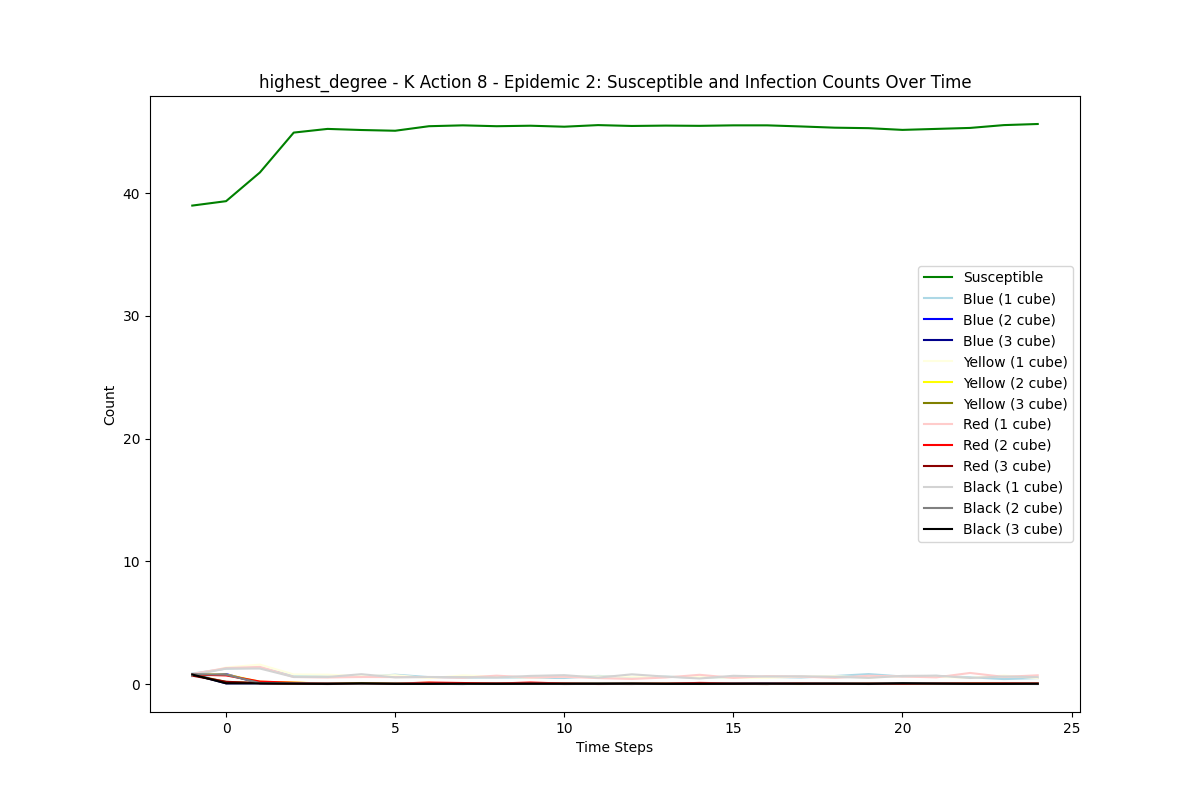 highest_degree - K Action 8 - Epidemic 2: Susceptible and Infection Counts Over Time
Count
40
30
20
10
0
Susceptible
Blue (1 cube)
Blue (2 cube)
Blue (3 cube)
Yellow (1 cube)
Yellow (2 cube)
Yellow (3 cube)
Red (1 cube)
Red (2 cube)
Red (3 cube)
Black (1 cube)
Black (2 cube)
Black (3 cube)
0 5 10 15 20 25
Time Steps